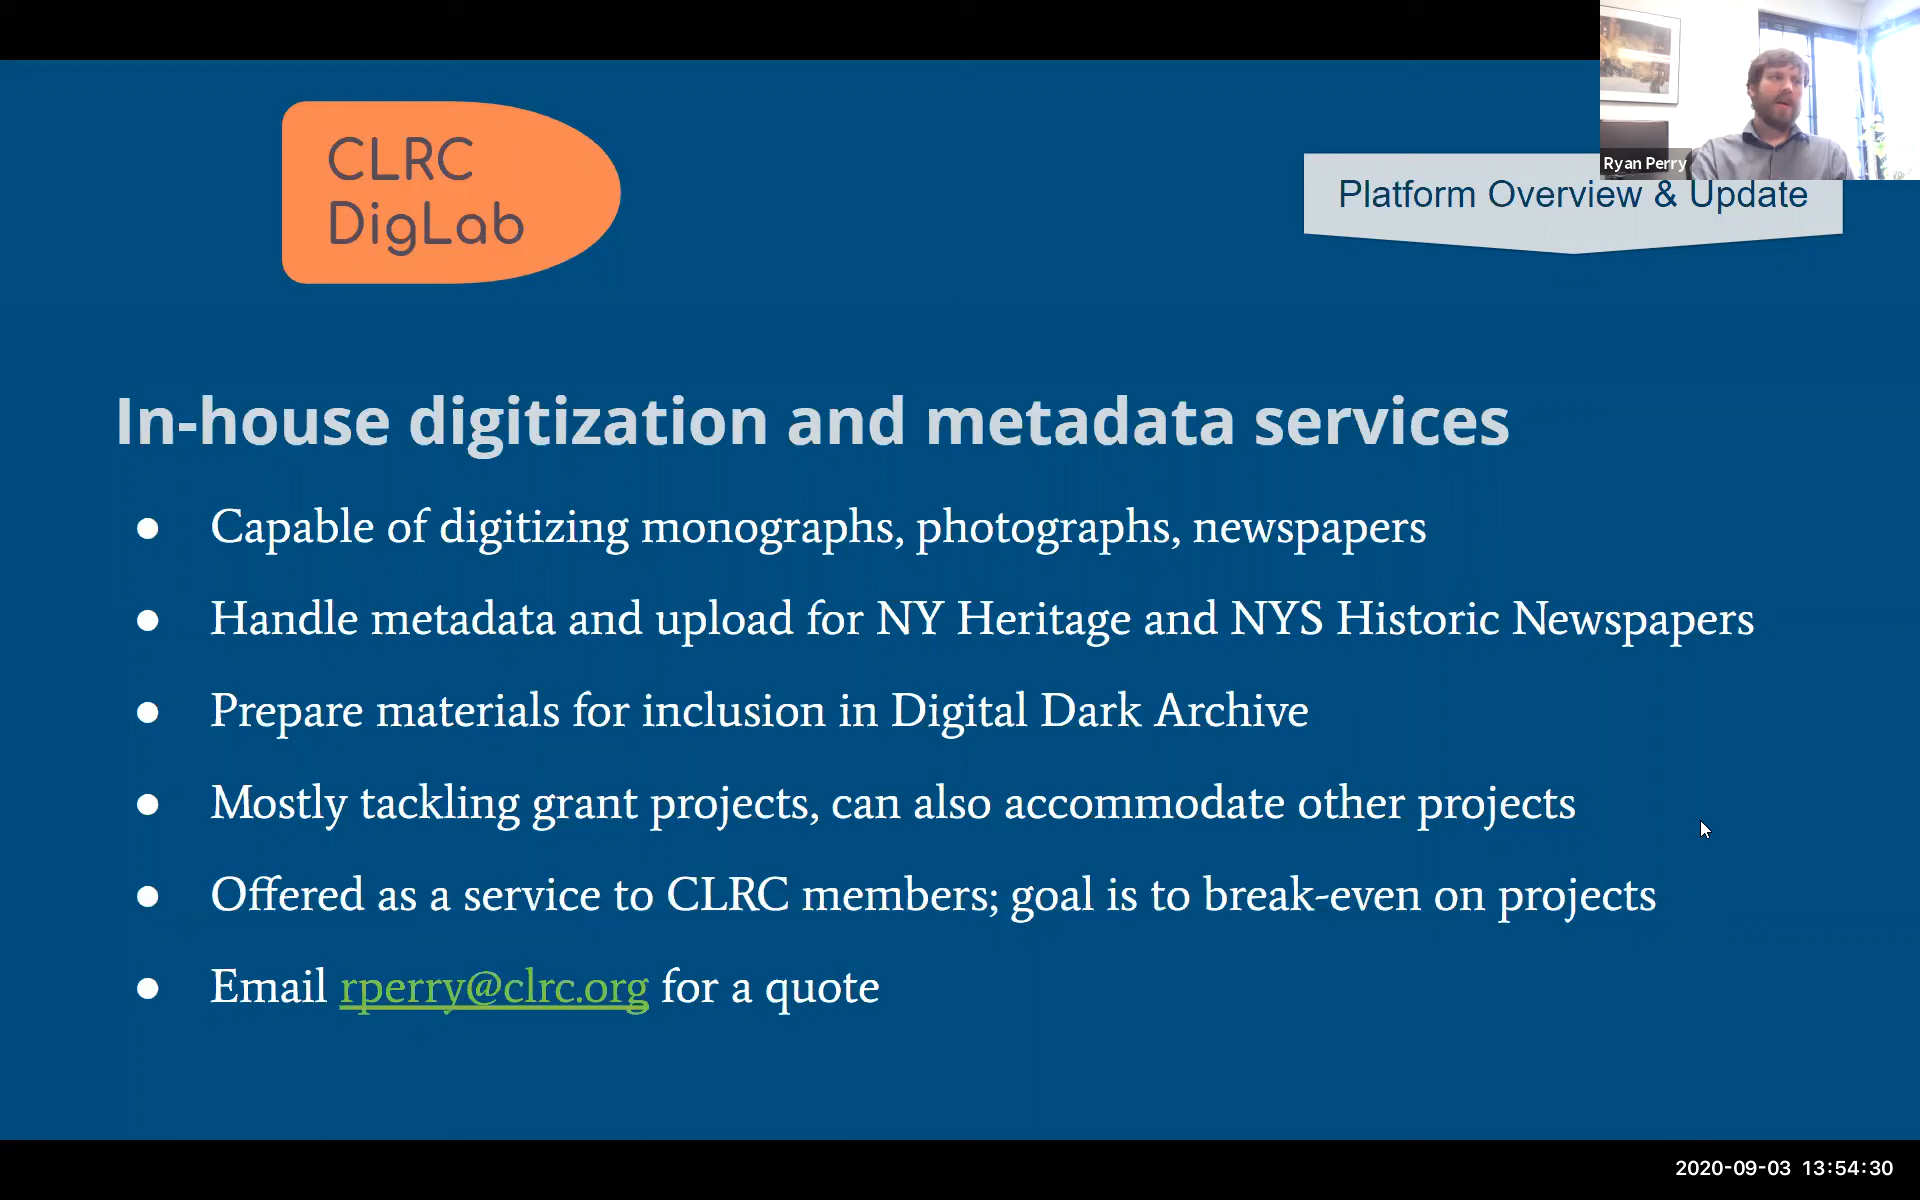 CLRC
DigLab
Ryan Perry
Platform Overview & Update
In-house digitization and metadata services
● Capable of digitizing monographs, photographs, newspapers
● Handle metadata and upload for NY Heritage and NYS Historic Newspapers
● Prepare materials for inclusion in Digital Dark Archive
● Mostly tackling grant projects, can also accommodate other projects
● Offered as a service to CLRC members; goal is to break-even on projects
● Email rperry@clrc.org for a quote
2020-09-03 13:54:30